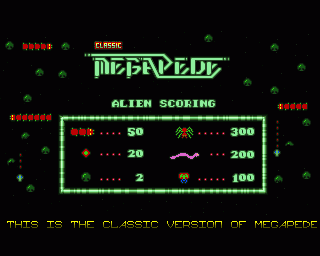 CLASSIC
MEGAPEDE
ALIEN SCORING
.... 50 ..... 300
.... 20 ..... 200
.... 2 ..... 100
THIS IS THE CLASSIC VERSION OF MEGAPEDE